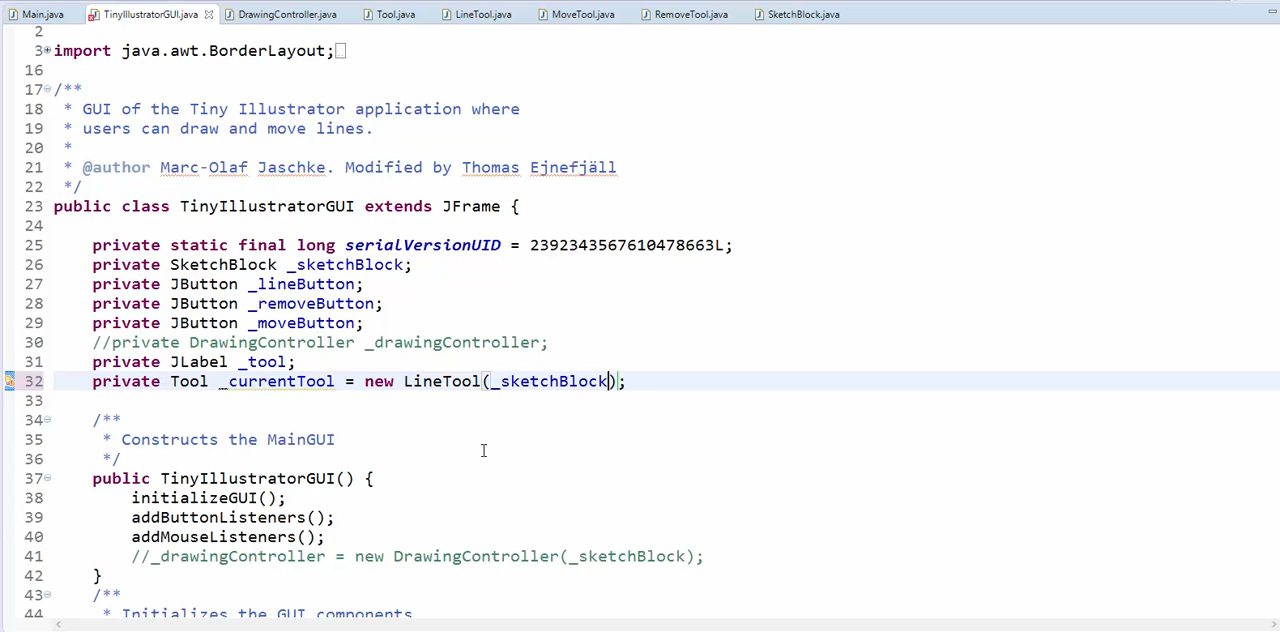 Main.java TinyIllustratorGUI.java DrawingController.java Tool.java LineTool.java MoveTool.java RemoveTool.java SketchBlock.java
2
3 import java.awt.BorderLayout;
16
17 /**
18 * GUI of the Tiny Illustrator application where
19 * users can draw and move lines.
20 *
21 * @author Marc-Olaf Jaschke. Modified by Thomas Ejnefjäll
22 */
23 public class TinyIllustratorGUI extends JFrame {
24
25 private static final long serialVersionUID = 2392343567610478663L;
26 private SketchBlock _sketchBlock;
27 private JButton _lineButton;
28 private JButton _removeButton;
29 private JButton _moveButton;
30 //private DrawingController _drawingController;
31 private JLabel _tool;
32 private Tool _currentTool = new LineTool(_sketchBlock);
33
34 /**
35 * Constructs the MainGUI
36 */
37 public TinyIllustratorGUI() {
38 initializeGUI();
39 addButtonListeners();
40 addMouseListeners();
41 //_drawingController = new DrawingController(_sketchBlock);
42 }
43 /**
44 * Initializes the GUI components